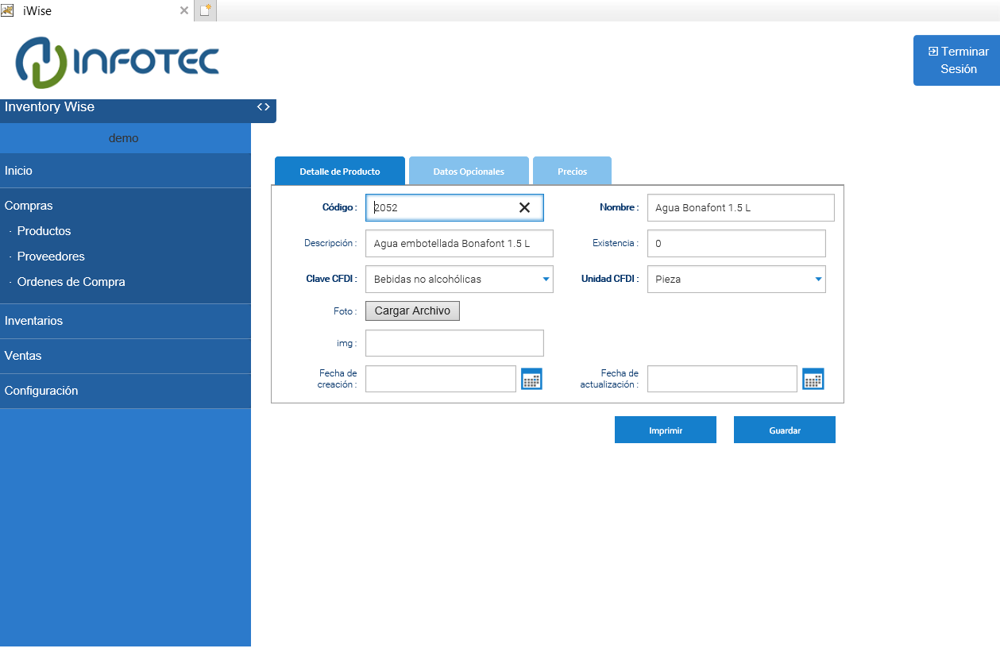 iWise
INFOTEC
Terminar
Sesión
Inventory Wise
demo
Inicio
Compras
· Productos
· Proveedores
· Ordenes de Compra
Inventarios
Ventas
Configuración
Detalle de Producto
Datos Opcionales
Precios
Código : 2052
Nombre : Agua Bonafont 1.5 L
Descripción : Agua embotellada Bonafont 1.5 L
Existencia : 0
Clave CFDI : Bebidas no alcohólicas
Unidad CFDI : Pieza
Foto : Cargar Archivo
img :
Fecha de
creación :
Fecha de
actualización :
Imprimir
Guardar